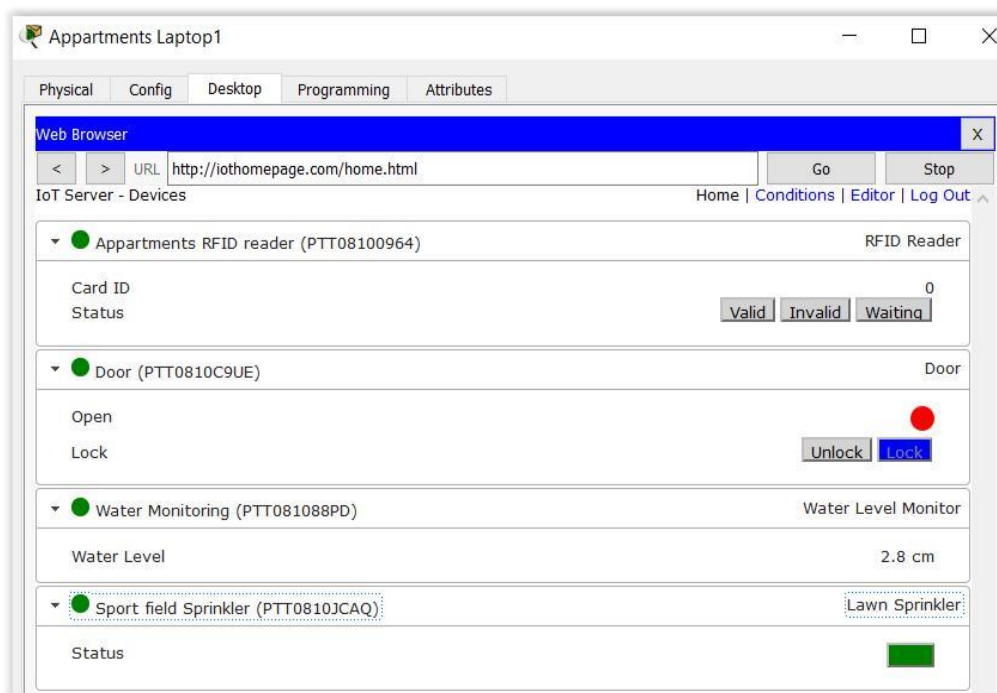 Appartments Laptop1
Physical Config Desktop Programming Attributes
Web Browser X
< > URL http://iothomepage.com/home.html Go Stop
IoT Server - Devices Home | Conditions | Editor | Log Out
Appartments RFID reader (PTT08100964) RFID Reader
Card ID 0
Status Valid Invalid Waiting
Door (PTT0810C9UE) Door
Open
Lock Unlock Lock
Water Monitoring (PTT081088PD) Water Level Monitor
Water Level 2.8 cm
Sport field Sprinkler (PTT0810JCAQ) Lawn Sprinkler
Status